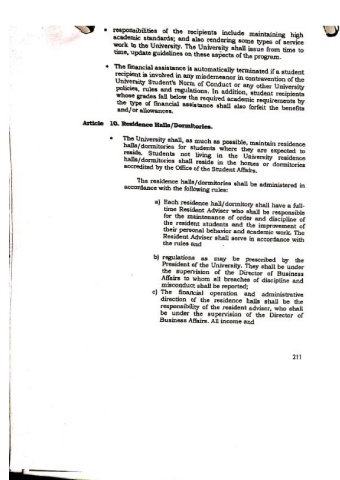 • responsibilities of the recipients include maintaining high
academic standards; and also rendering some types of service
work to the University. The University shall issue from time to
time, update guidelines on these aspects of the program.
• The financial assistance is automatically terminated if a student
recipient is involved in any misdemeanor in contravention of the
University Student's Norm of Conduct or any other University
policies, rules and regulations. In addition, student recipients
whose grades fall below the required academic requirements by
the type of financial assistance shall also forfeit the benefits
and/or allowances.
Article 10. Residence Halls/Dormitories.
• The University shall, as much as possible, maintain residence
halls/dormitories for students where they are expected to
reside. Students not living in the University residence
halls/dormitories shall reside in the homes or dormitories
accredited by the Office of the Student Affairs.
The residence halls/dormitories shall be administered in
accordance with the following rules:
a) Each residence hall/dormitory shall have a full-
time Resident Adviser who shall be responsible
for the maintenance of order and discipline of
the resident students and the improvement of
their personal behavior and academic work. The
Resident Adviser shall serve in accordance with
the rules and
b) regulations as may be prescribed by the
President of the University. They shall be under
the supervision of the Director of Business
Affairs to whom all breaches of discipline and
misconduct shall be reported;
c) The financial operation and administrative
direction of the residence halls shall be the
responsibility of the resident advisor, who shall
be under the supervision of the Director of
Business Affairs. All income and
211